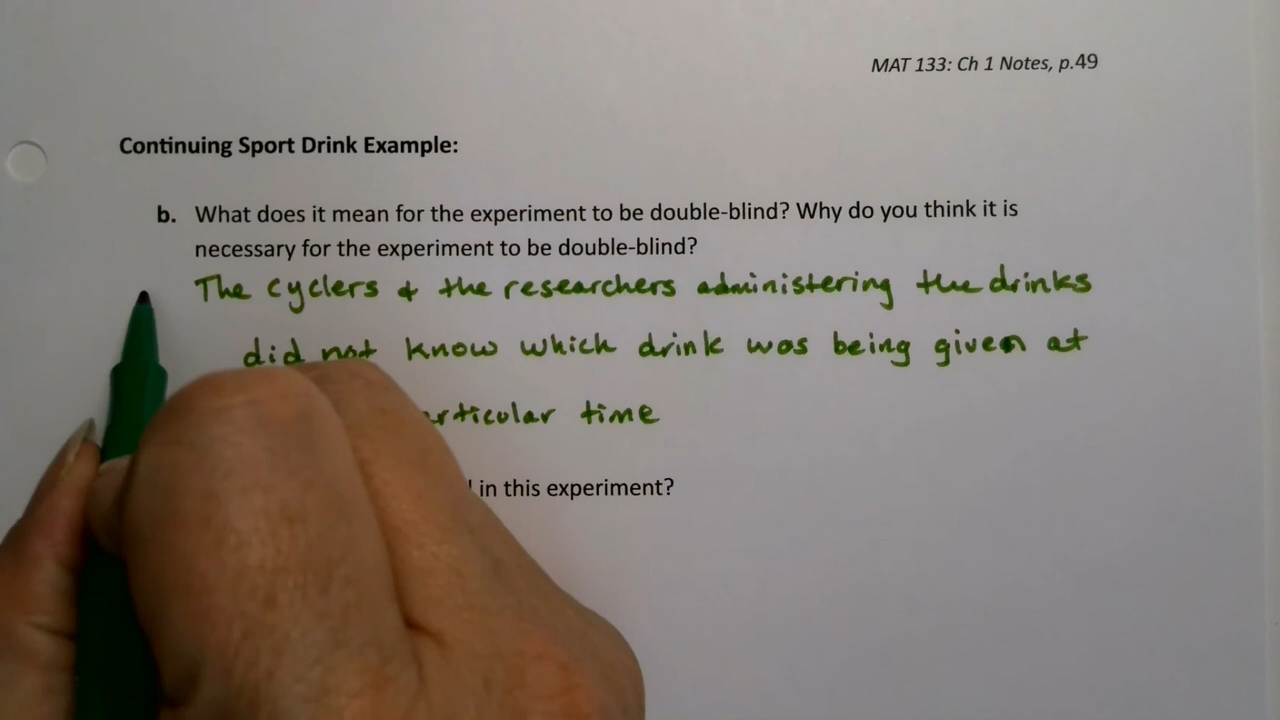 MAT 133: Ch 1 Notes, p.49
Continuing Sport Drink Example:
b. What does it mean for the experiment to be double-blind? Why do you think it is
necessary for the experiment to be double-blind?
The cyclers & the researchers administering the drinks
did not know which drink was being given at
time
in this experiment?